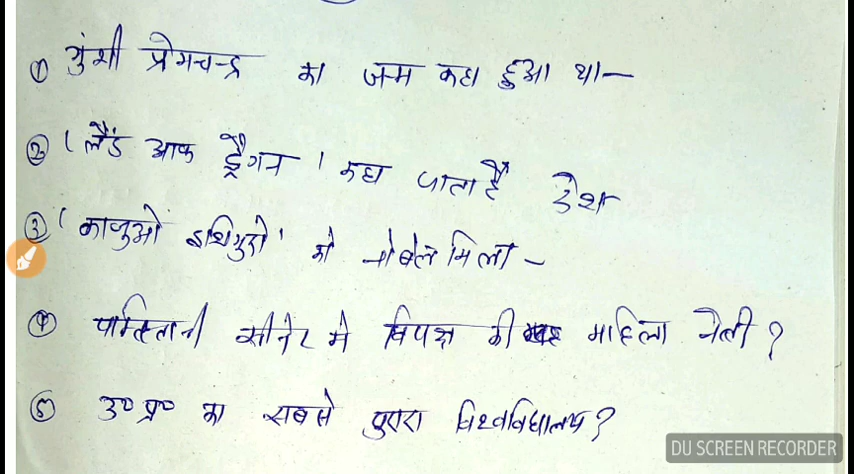 ① मुंशी प्रेमचन्द्र का जन्म कहा हुआ था—
② 'लैंड आफ ड्रैगन' कहा जाता है देश
③ 'काजुओ इशिगुरो' को नोबेल मिला -
④ पाकिस्तानी सीनेट मे विपक्ष की महिला नेत्री ?
⑤ उ० प्र० का सबसे पुराना विश्वविद्यालय ?
DU SCREEN RECORDER